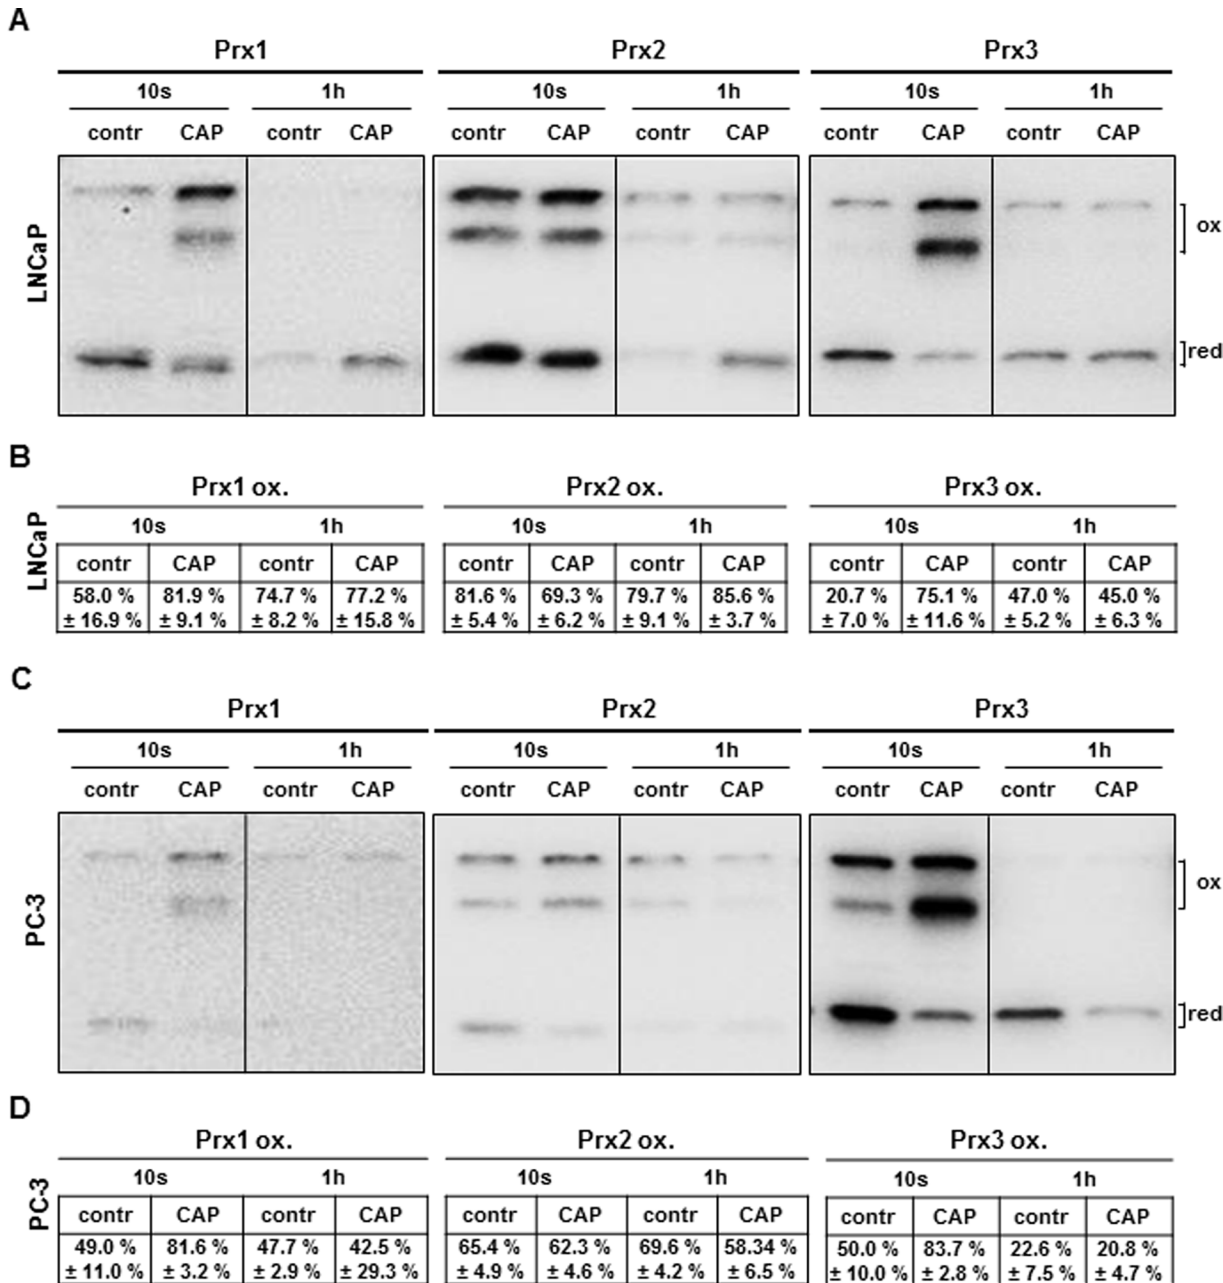 A
Prx1 Prx2 Prx3
10s 1h 10s 1h 10s 1h
contr CAP contr CAP contr CAP contr CAP contr CAP contr CAP
LNCaP
ox
red
B
Prx1 ox. Prx2 ox. Prx3 ox.
LNCaP
10s 1h 10s 1h 10s 1h
contr CAP contr CAP contr CAP contr CAP contr CAP contr CAP
58.0 % 81.9 % 74.7 % 77.2 % 81.6 % 69.3 % 79.7 % 85.6 % 20.7 % 75.1 % 47.0 % 45.0 %
± 16.9 % ± 9.1 % ± 8.2 % ± 15.8 % ± 5.4 % ± 6.2 % ± 9.1 % ± 3.7 % ± 7.0 % ± 11.6 % ± 5.2 % ± 6.3 %
C
Prx1 Prx2 Prx3
10s 1h 10s 1h 10s 1h
contr CAP contr CAP contr CAP contr CAP contr CAP contr CAP
PC-3
ox
red
D
Prx1 ox. Prx2 ox. Prx3 ox.
PC-3
10s 1h 10s 1h 10s 1h
contr CAP contr CAP contr CAP contr CAP contr CAP contr CAP
49.0 % 81.6 % 47.7 % 42.5 % 65.4 % 62.3 % 69.6 % 58.34 % 50.0 % 83.7 % 22.6 % 20.8 %
± 11.0 % ± 3.2 % ± 2.9 % ± 29.3 % ± 4.9 % ± 4.6 % ± 4.2 % ± 6.5 % ± 10.0 % ± 2.8 % ± 7.5 % ± 4.7 %